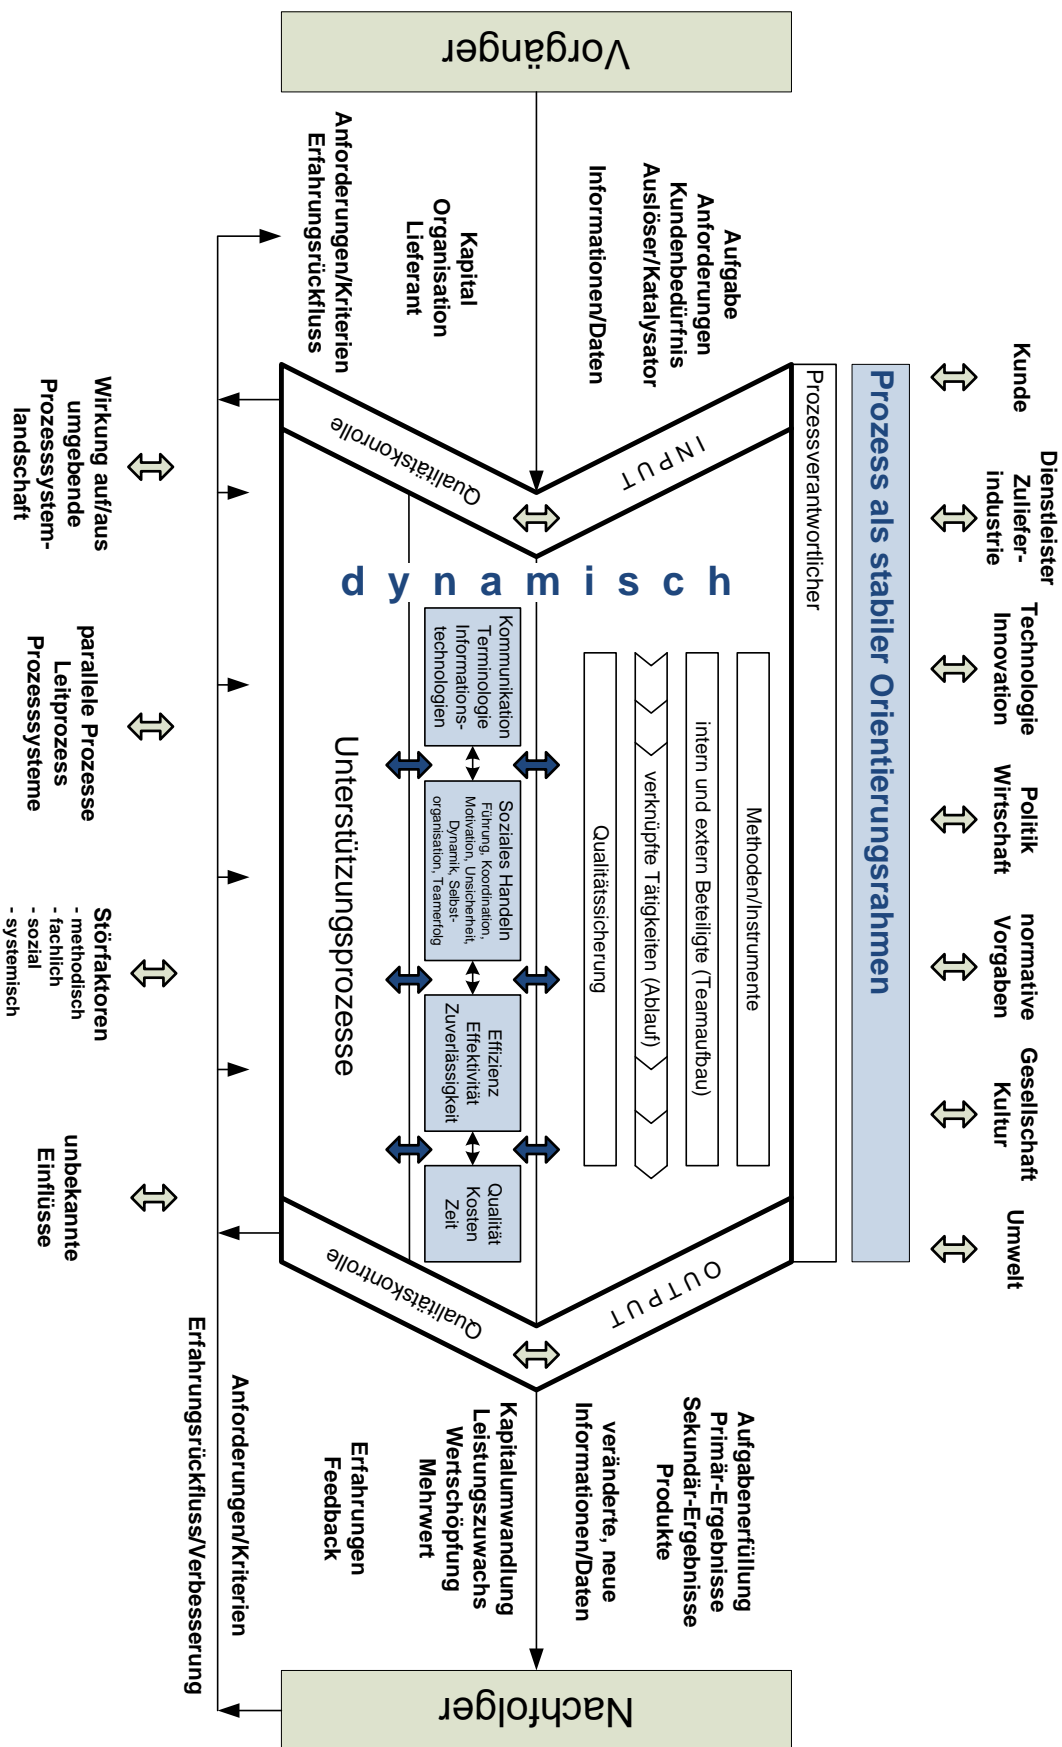 Kunde
Dienstleister
Zuliefer-
industrie
Technologie
Innovation
Politik
Wirtschaft
normative
Vorgaben
Gesellschaft
Kultur
Umwelt
Prozess als stabiler Orientierungsrahmen
Prozessverantwortlicher
Vorgänger
Aufgabe
Anforderungen
Kundenbedürfnis
Auslöser/Katalysator
Informationen/Daten
Kapital
Organisation
Lieferant
Anforderungen/Kriterien
Erfahrungsrückfluss
INPUT
Qualitätskontrolle
dynamisch
Methoden/Instrumente
intern und extern Beteiligte (Teamaufbau)
verknüpfte Tätigkeiten (Ablauf)
Qualitätssicherung
Kommunikation
Terminologie
Informations-
technologien
Soziales Handeln
Führung, Koordination,
Motivation, Unsicherheit,
Dynamik, Selbst-
organisation, Teamerfolg
Effizienz
Effektivität
Zuverlässigkeit
Qualität
Kosten
Zeit
Unterstützungsprozesse
OUTPUT
Qualitätskontrolle
Aufgabenerfüllung
Primär-Ergebnisse
Sekundär-Ergebnisse
Produkte
veränderte, neue
Informationen/Daten
Kapitalumwandlung
Leistungszuwachs
Wertschöpfung
Mehrwert
Erfahrungen
Feedback
Nachfolger
Anforderungen/Kriterien
Erfahrungsrückfluss/Verbesserung
Wirkung auf/aus
umgebende
Prozesssystem-
landschaft
parallele Prozesse
Leitprozess
Prozesssysteme
Störfaktoren
- methodisch
- fachlich
- sozial
- systemisch
unbekannte
Einflüsse